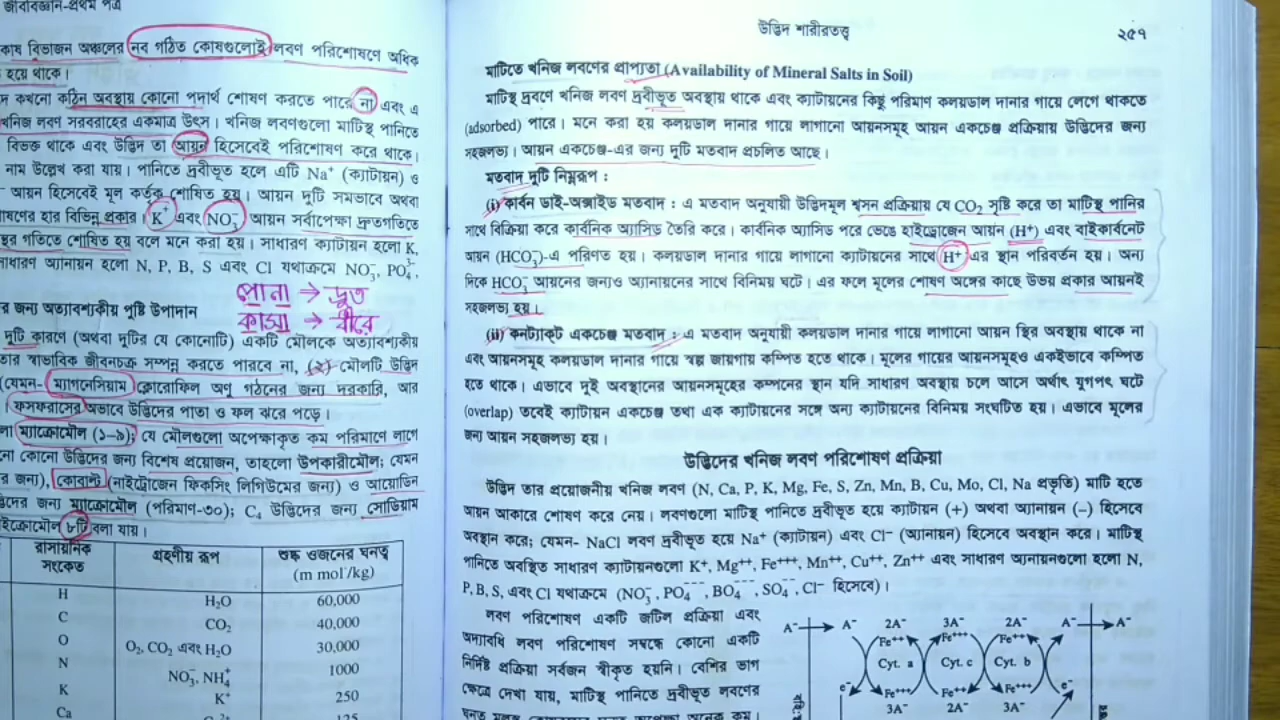 জীববিজ্ঞান-প্রথম পত্র
কোষ বিভাজন অঞ্চলের নব গঠিত কোষগুলোই লবণ পরিশোষণে অধিক
হয়ে থাকে।
কখনো কঠিন অবস্থায় কোনো পদার্থ শোষণ করতে পারে না এবং এ
খনিজ লবণ সরবরাহের একমাত্র উৎস। খনিজ লবণগুলো মাটিস্থ পানিতে
বিভক্ত থাকে এবং উদ্ভিদ তা আয়ন হিসেবেই পরিশোষণ করে থাকে।
নাম উল্লেখ করা যায়। পানিতে দ্রবীভূত হলে এটি Na⁺ (ক্যাটায়ন) ও
আয়ন হিসেবেই মূল কর্তৃক শোষিত হয়। আয়ন দুটি সমভাবে অথবা
হার বিভিন্ন প্রকার। K⁺ এবং NO₃⁻ আয়ন সর্বাপেক্ষা দ্রুতগতিতে
গতিতে শোষিত হয় বলে মনে করা হয়। সাধারণ ক্যাটায়ন হলো K,
সাধারণ অ্যানায়ন হলো N, P, B, S এবং Cl যথাক্রমে NO₃⁻, PO₄⁻,
পোনা → দ্রুত
কাসা → ধীরে
র জন্য অত্যাবশ্যকীয় পুষ্টি উপাদান
দুটি কারণে (অথবা দুটির যে কোনোটি) একটি মৌলকে অত্যাবশ্যকীয়
তার স্বাভাবিক জীবনচক্র সম্পন্ন করতে পারবে না, (২) মৌলটি উদ্ভিদ
(যেমন- ম্যাগনেসিয়াম ক্লোরোফিল অণু গঠনের জন্য দরকারি, আর
। ফসফরাসের অভাবে উদ্ভিদের পাতা ও ফল ঝরে পড়ে।
ম্যাক্রোমৌল (১–৯); যে মৌলগুলো অপেক্ষাকৃত কম পরিমাণে লাগে
কোনো উদ্ভিদের জন্য বিশেষ প্রয়োজন, তাহলো উপকারীমৌল; যেমন
র জন্য), কোবাল্ট (নাইট্রোজেন ফিকসিং লিগিউমের জন্য) ও আয়োডিন
উদ্ভিদের জন্য ম্যাক্রোমৌল (পরিমাণ-৩০); C₄ উদ্ভিদের জন্য সোডিয়াম
মাইক্রোমৌল ৮টি বলা যায়।
রাসায়নিক সংকেত গ্রহণীয় রূপ শুষ্ক ওজনের ঘনত্ব (m mol/kg)
H H₂O 60,000
C CO₂ 40,000
O O₂, CO₂ এবং H₂O 30,000
N NO₃⁻, NH₄⁺ 1000
K K⁺ 250
Ca
উদ্ভিদ শারীরতত্ত্ব ২৫৭
মাটিতে খনিজ লবণের প্রাপ্যতা (Availability of Mineral Salts in Soil)
মাটিস্থ দ্রবণে খনিজ লবণ দ্রবীভূত অবস্থায় থাকে এবং ক্যাটায়নের কিছু পরিমাণ কলয়ডাল দানার গায়ে লেগে থাকতে
(adsorbed) পারে। মনে করা হয় কলয়ডাল দানার গায়ে লাগানো আয়নসমূহ আয়ন একচেঞ্জ প্রক্রিয়ায় উদ্ভিদের জন্য
সহজলভ্য। আয়ন একচেঞ্জ-এর জন্য দুটি মতবাদ প্রচলিত আছে।
মতবাদ দুটি নিম্নরূপ :
(i) কার্বন ডাই-অক্সাইড মতবাদ : এ মতবাদ অনুযায়ী উদ্ভিদমূল শ্বসন প্রক্রিয়ায় যে CO₂ সৃষ্টি করে তা মাটিস্থ পানির
সাথে বিক্রিয়া করে কার্বনিক অ্যাসিড তৈরি করে। কার্বনিক অ্যাসিড পরে ভেঙে হাইড্রোজেন আয়ন (H⁺) এবং বাইকার্বনেট
আয়ন (HCO₃⁻)-এ পরিণত হয়। কলয়ডাল দানার গায়ে লাগানো ক্যাটায়নের সাথে H⁺ এর স্থান পরিবর্তন হয়। অন্য
দিকে HCO₃⁻ আয়নের জন্যও অ্যানায়নের সাথে বিনিময় ঘটে। এর ফলে মূলের শোষণ অঙ্গের কাছে উভয় প্রকার আয়নই
সহজলভ্য হয়।
(ii) কনট্যাক্ট একচেঞ্জ মতবাদ : এ মতবাদ অনুযায়ী কলয়ডাল দানার গায়ে লাগানো আয়ন স্থির অবস্থায় থাকে না
এবং আয়নসমূহ কলয়ডাল দানার গায়ে স্বল্প জায়গায় কম্পিত হতে থাকে। মূলের গায়ের আয়নসমূহও একইভাবে কম্পিত
হতে থাকে। এভাবে দুই অবস্থানের আয়নসমূহের কম্পনের স্থান যদি সাধারণ অবস্থায় চলে আসে অর্থাৎ যুগপৎ ঘটে
(overlap) তবেই ক্যাটায়ন একচেঞ্জ তথা এক ক্যাটায়নের সঙ্গে অন্য ক্যাটায়নের বিনিময় সংঘটিত হয়। এভাবে মূলের
জন্য আয়ন সহজলভ্য হয়।
উদ্ভিদের খনিজ লবণ পরিশোষণ প্রক্রিয়া
উদ্ভিদ তার প্রয়োজনীয় খনিজ লবণ (N, Ca, P, K, Mg, Fe, S, Zn, Mn, B, Cu, Mo, Cl, Na প্রভৃতি) মাটি হতে
আয়ন আকারে শোষণ করে নেয়। লবণগুলো মাটিস্থ পানিতে দ্রবীভূত হয়ে ক্যাটায়ন (+) অথবা অ্যানায়ন (−) হিসেবে
অবস্থান করে; যেমন- NaCl লবণ দ্রবীভূত হয়ে Na⁺ (ক্যাটায়ন) এবং Cl⁻ (অ্যানায়ন) হিসেবে অবস্থান করে। মাটিস্থ
পানিতে অবস্থিত সাধারণ ক্যাটায়নগুলো হলো K⁺, Mg⁺⁺, Fe⁺⁺⁺, Mn⁺⁺, Cu⁺⁺, Zn⁺⁺ এবং সাধারণ অ্যানায়নগুলো হলো N,
P, B, S, এবং Cl যথাক্রমে (NO₃⁻, PO₄⁻⁻⁻, BO₄⁻⁻⁻, SO₄⁻⁻, Cl⁻ হিসেবে)।
লবণ পরিশোষণ একটি জটিল প্রক্রিয়া এবং
অদ্যাবধি লবণ পরিশোষণ সম্বন্ধে কোনো একটি
নির্দিষ্ট প্রক্রিয়া সর্বজন স্বীকৃত হয়নি। বেশির ভাগ
ক্ষেত্রে দেখা যায়, মাটিস্থ পানিতে দ্রবীভূত লবণের
A⁻ A⁻ 2A⁻ 3A⁻ 2A⁻ A⁻ A⁻
Fe⁺⁺ Fe⁺⁺⁺ Fe⁺⁺
Cyt. a Cyt. c Cyt. b
e⁻ Fe⁺⁺⁺ Fe⁺⁺ Fe⁺⁺⁺ e⁻
3A⁻ 2A⁻ 3A⁻